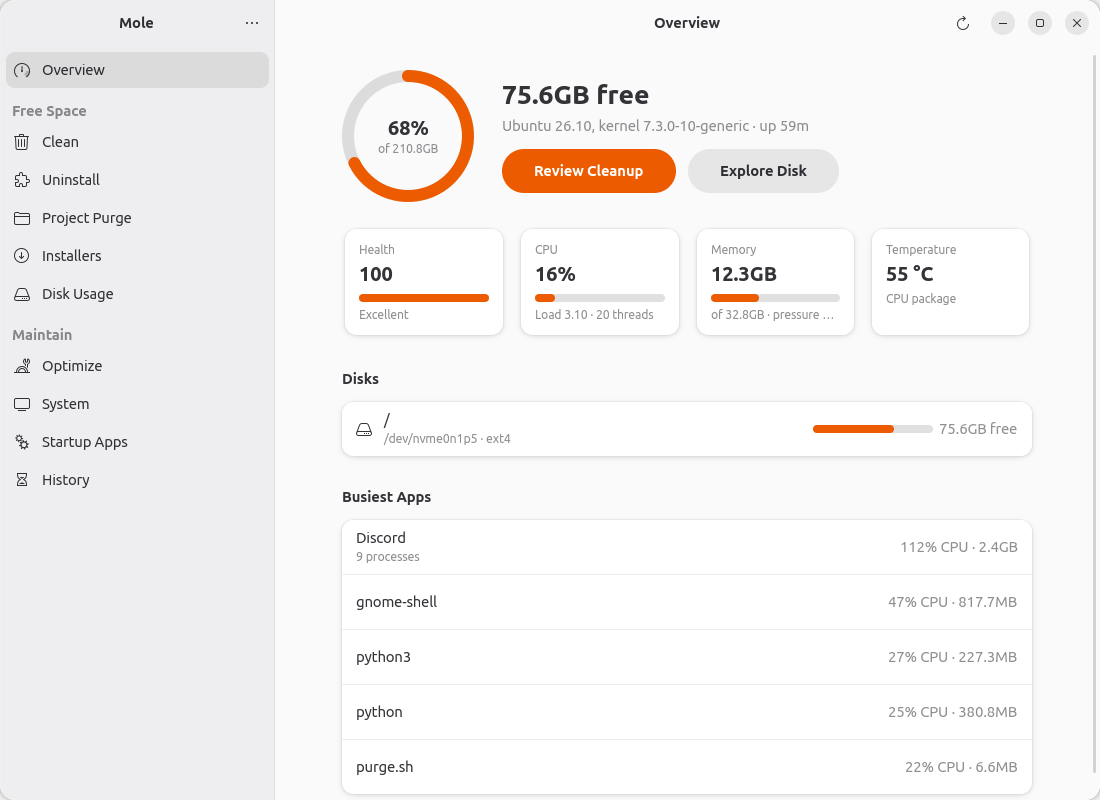 Mole
Overview
Overview
Free Space
Clean
Uninstall
Project Purge
Installers
Disk Usage
Maintain
Optimize
System
Startup Apps
History
68%
of 210.8GB
75.6GB free
Ubuntu 26.10, kernel 7.3.0-10-generic · up 59m
Review Cleanup
Explore Disk
Health
100
Excellent
CPU
16%
Load 3.10 · 20 threads
Memory
12.3GB
of 32.8GB · pressure …
Temperature
55 °C
CPU package
Disks
/
/dev/nvme0n1p5 · ext4
75.6GB free
Busiest Apps
Discord
9 processes
112% CPU · 2.4GB
gnome-shell
47% CPU · 817.7MB
python3
27% CPU · 227.3MB
python
25% CPU · 380.8MB
purge.sh
22% CPU · 6.6MB